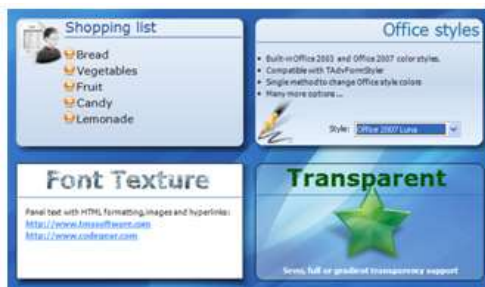 Shopping list
Bread
Vegetables
Fruit
Candy
Lemonade
Office styles
Built-in Office 2003 and Office 2007 color styles.
Compatible with TAdvFormStyler
Single method to change Office style colors
Many more options ...
Style: Office 2007 Luna
Font Texture
Panel text with HTML formatting, images and hyperlinks:
http://www.tmssoftware.com
http://www.codegear.com
Transparent
Semi, full or gradient transparency support